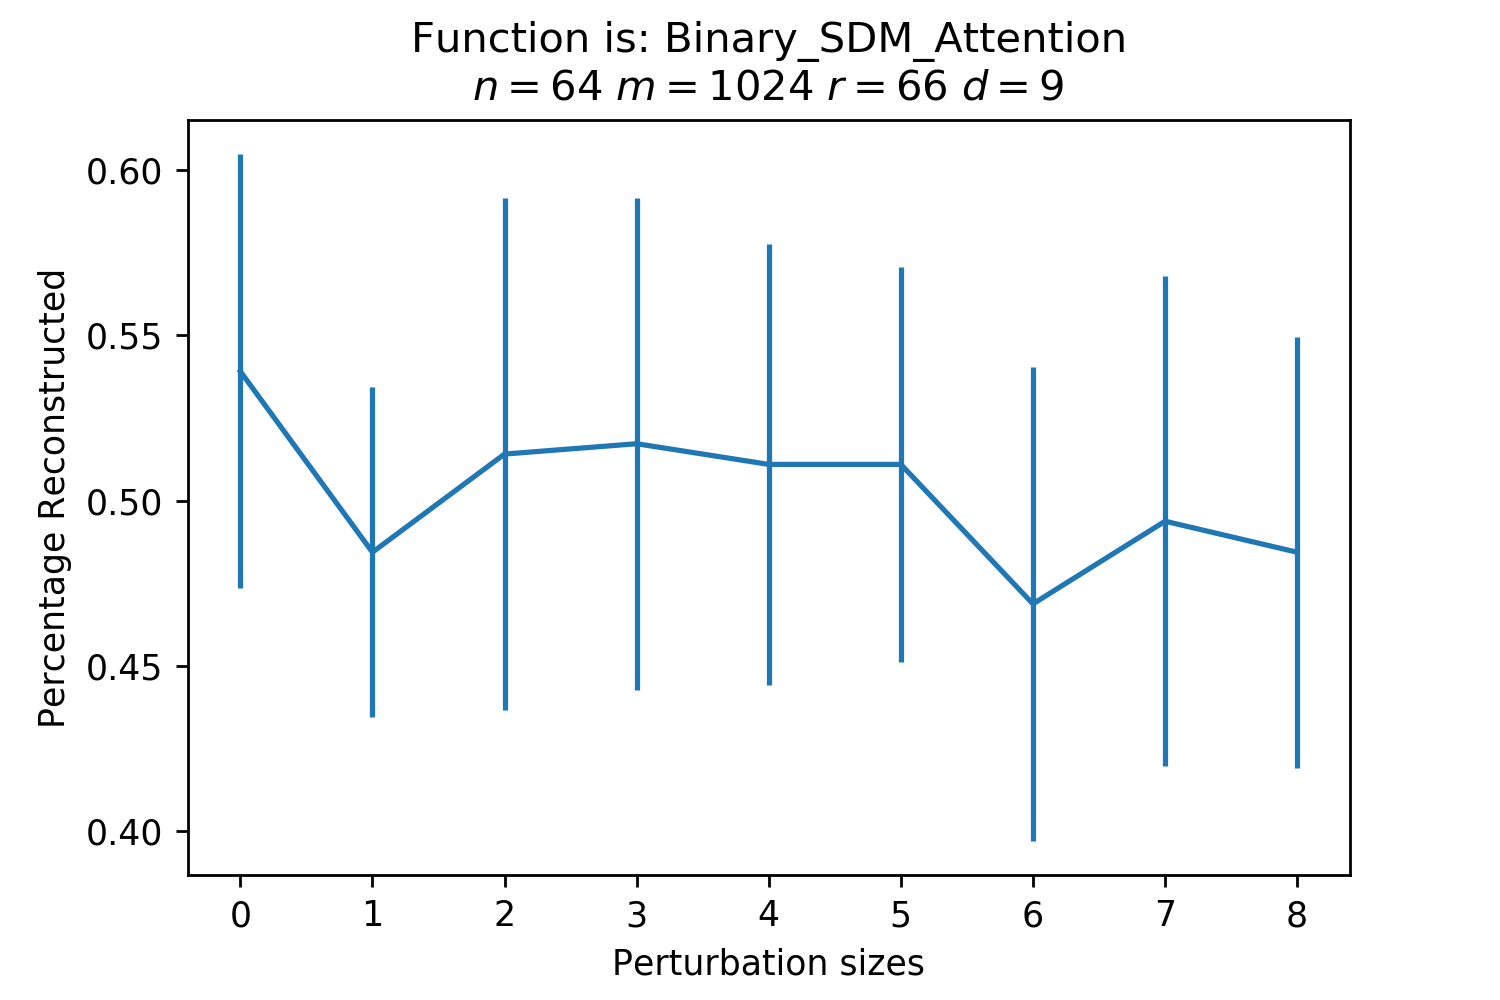 Function is: Binary_SDM_Attention
n = 64 m = 1024 r = 66 d = 9
Percentage Reconstructed
0.60
0.55
0.50
0.45
0.40
0 1 2 3 4 5 6 7 8
Perturbation sizes